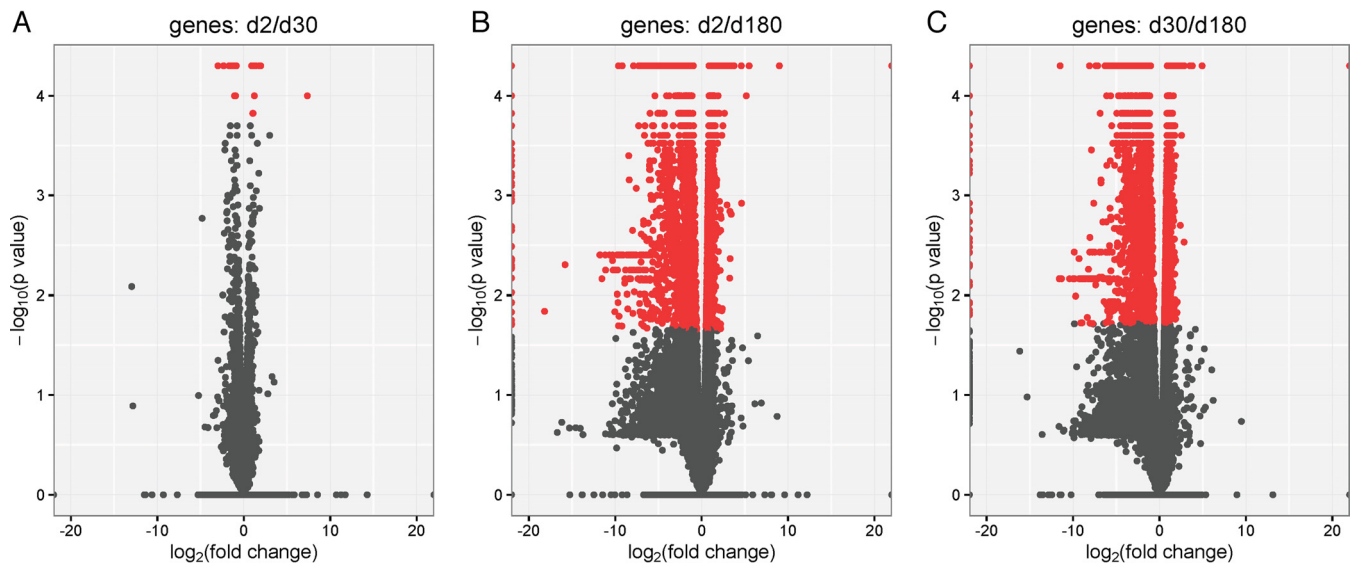 A genes: d2/d30
4
3
2
1
0
-20 -10 0 10 20
− log10(p value)
log2(fold change)
B genes: d2/d180
4
3
2
1
0
-20 -10 0 10 20
− log10(p value)
log2(fold change)
C genes: d30/d180
4
3
2
1
0
-20 -10 0 10 20
− log10(p value)
log2(fold change)